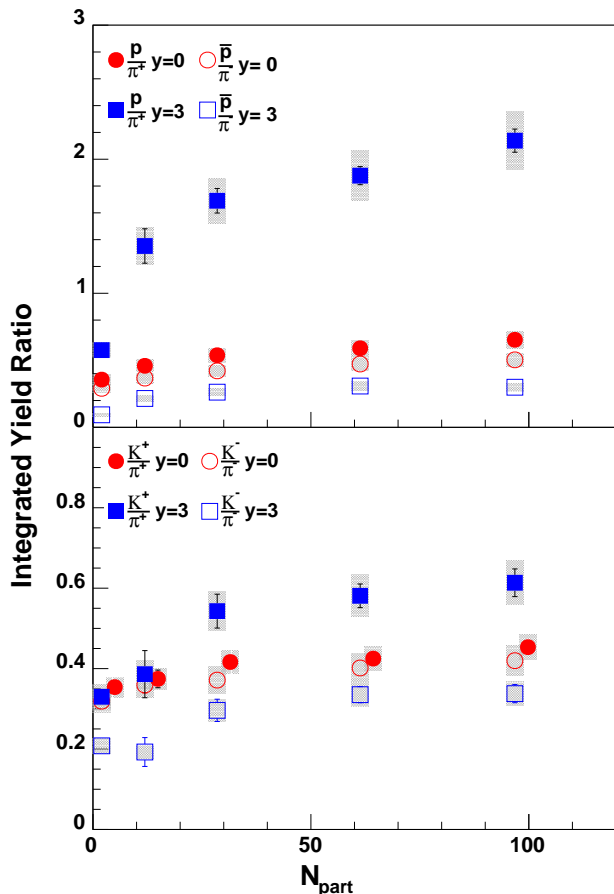 3
p/π⁺ y=0 p̅/π⁻ y= 0
p/π⁺ y=3 p̅/π⁻ y= 3
2
1
0
Integrated Yield Ratio
K⁺/π⁺ y=0 K⁻/π⁻ y=0
K⁺/π⁺ y=3 K⁻/π⁻ y=3
0.8
0.6
0.4
0.2
0
0 50 100
N_part